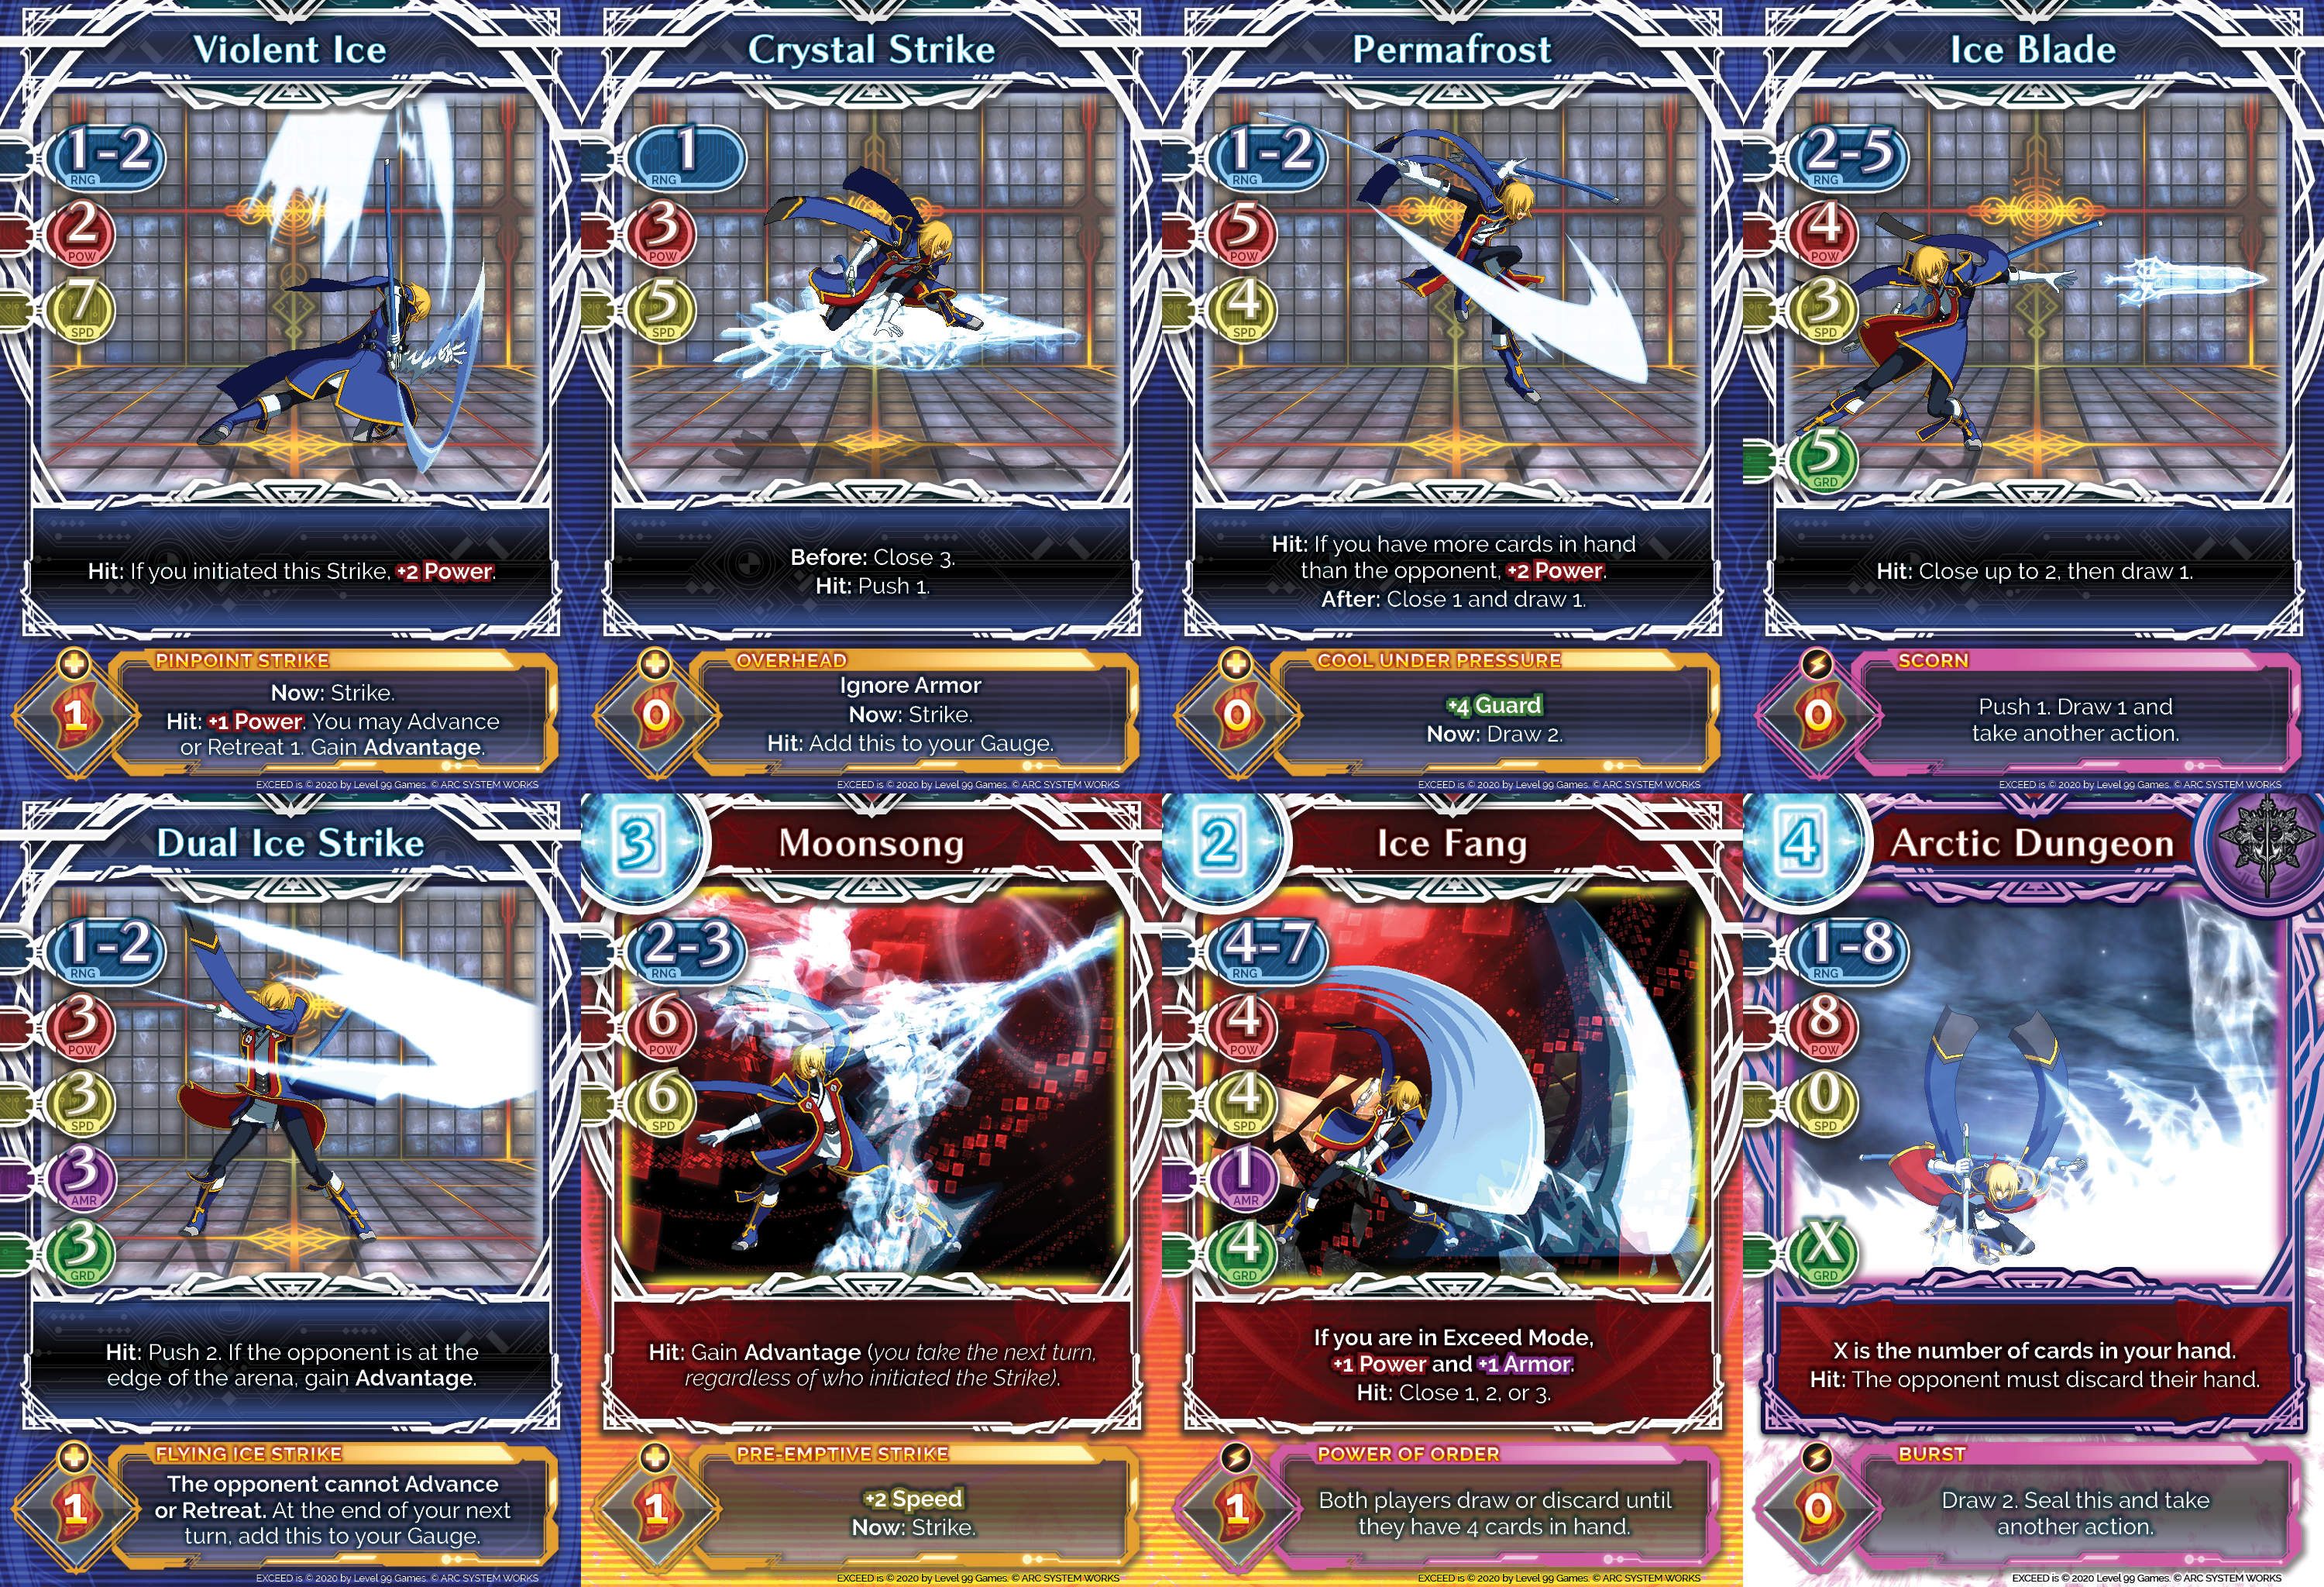 Violent Ice
1-2
RNG
2
POW
7
SPD
Hit: If you initiated this Strike, +2 Power.
PINPOINT STRIKE
1
Now: Strike.
Hit: +1 Power. You may Advance
or Retreat 1. Gain Advantage.
EXCEED is © 2020 by Level 99 Games. © ARC SYSTEM WORKS
Crystal Strike
1
RNG
3
POW
5
SPD
Before: Close 3.
Hit: Push 1.
OVERHEAD
0
Ignore Armor
Now: Strike.
Hit: Add this to your Gauge.
EXCEED is © 2020 by Level 99 Games. © ARC SYSTEM WORKS
Permafrost
1-2
RNG
5
POW
4
SPD
Hit: If you have more cards in hand
than the opponent, +2 Power.
After: Close 1 and draw 1.
COOL UNDER PRESSURE
0
+4 Guard
Now: Draw 2.
EXCEED is © 2020 by Level 99 Games. © ARC SYSTEM WORKS
Ice Blade
2-5
RNG
4
POW
3
SPD
5
GRD
Hit: Close up to 2, then draw 1.
SCORN
0
Push 1. Draw 1 and
take another action.
EXCEED is © 2020 by Level 99 Games. © ARC SYSTEM WORKS
Dual Ice Strike
1-2
RNG
3
POW
3
SPD
3
AMR
3
GRD
Hit: Push 2. If the opponent is at the
edge of the arena, gain Advantage.
FLYING ICE STRIKE
1
The opponent cannot Advance
or Retreat. At the end of your next
turn, add this to your Gauge.
EXCEED is © 2020 by Level 99 Games. © ARC SYSTEM WORKS
3
Moonsong
2-3
RNG
6
POW
6
SPD
Hit: Gain Advantage (you take the next turn,
regardless of who initiated the Strike).
PRE-EMPTIVE STRIKE
1
+2 Speed
Now: Strike.
EXCEED is © 2020 by Level 99 Games. © ARC SYSTEM WORKS
2
Ice Fang
4-7
RNG
4
POW
4
SPD
1
AMR
4
GRD
If you are in Exceed Mode,
+1 Power and +1 Armor.
Hit: Close 1, 2, or 3.
POWER OF ORDER
1
Both players draw or discard until
they have 4 cards in hand.
EXCEED is © 2020 by Level 99 Games. © ARC SYSTEM WORKS
4
Arctic Dungeon
1-8
RNG
8
POW
0
SPD
X
GRD
X is the number of cards in your hand.
Hit: The opponent must discard their hand.
BURST
0
Draw 2. Seal this and take
another action.
EXCEED is © 2020 by Level 99 Games. © ARC SYSTEM WORKS